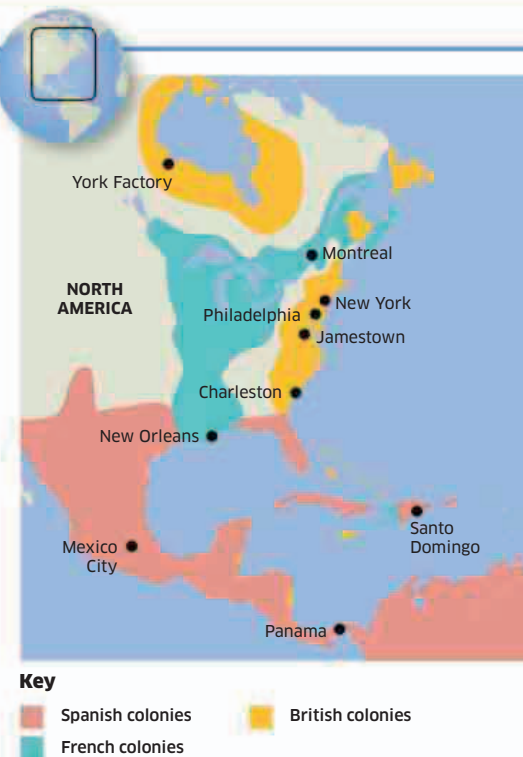 York Factory
Montreal
NORTH
AMERICA
New York
Philadelphia
Jamestown
Charleston
New Orleans
Santo
Domingo
Mexico
City
Panama
Key
Spanish colonies
British colonies
French colonies